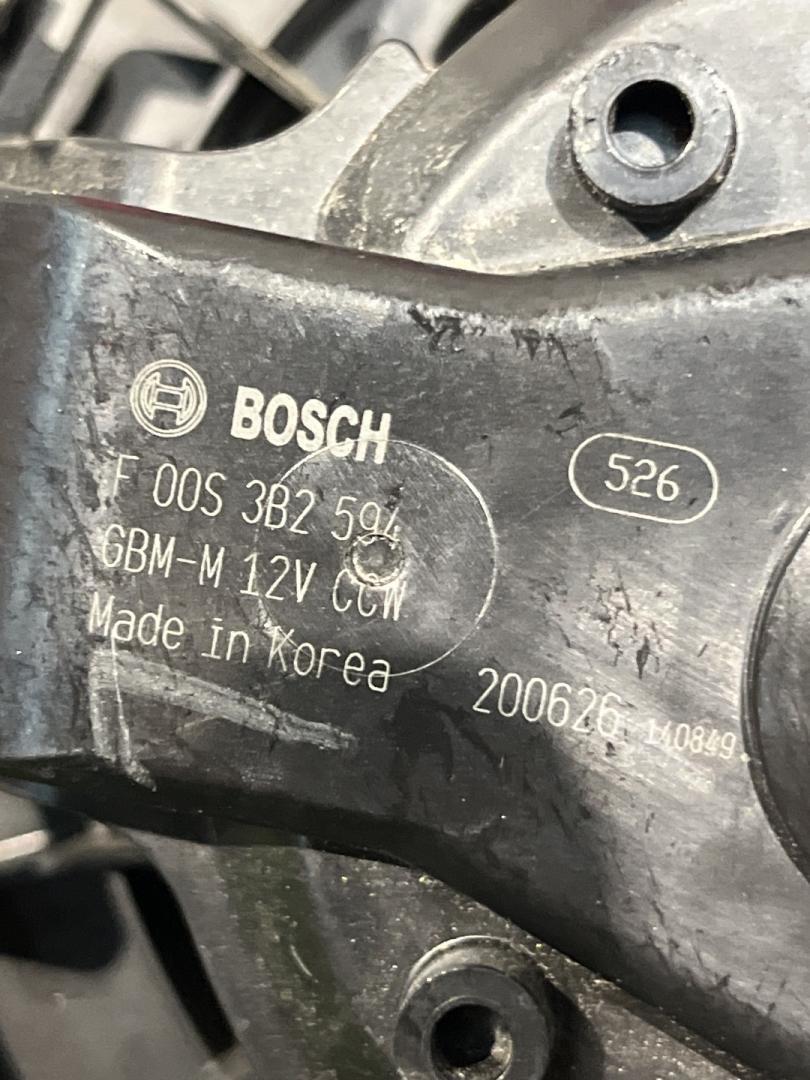 BOSCH
F 00S 3B2 594
GBM-M 12V CCW
Made in Korea
526
200626 140849